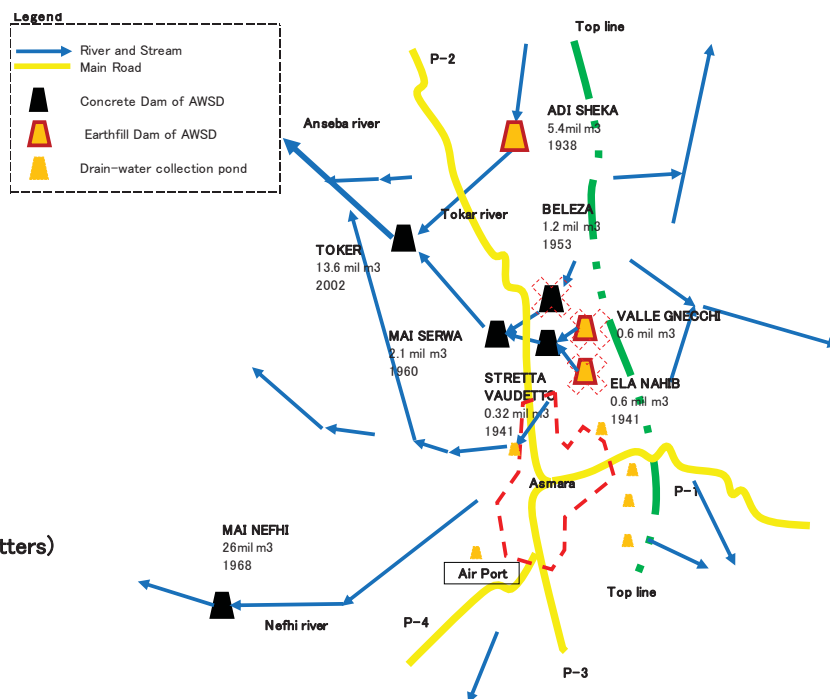 Legend
River and Stream
Main Road
Concrete Dam of AWSD
Earthfill Dam of AWSD
Drain-water collection pond
Top line
P-2
ADI SHEKA
5.4mil m3
1938
Anseba river
Tokar river
BELEZA
1.2 mil m3
1953
TOKER
13.6 mil m3
2002
VALLE GNECCHI
0.6 mil m3
MAI SERWA
2.1 mil m3
1960
STRETTA
VAUDETTO
0.32 mil m3
1941
ELA NAHIB
0.6 mil m3
1941
Asmara
P-1
MAI NEFHI
26mil m3
1968
tters)
Air Port
Top line
Nefhi river
P-4
P-3